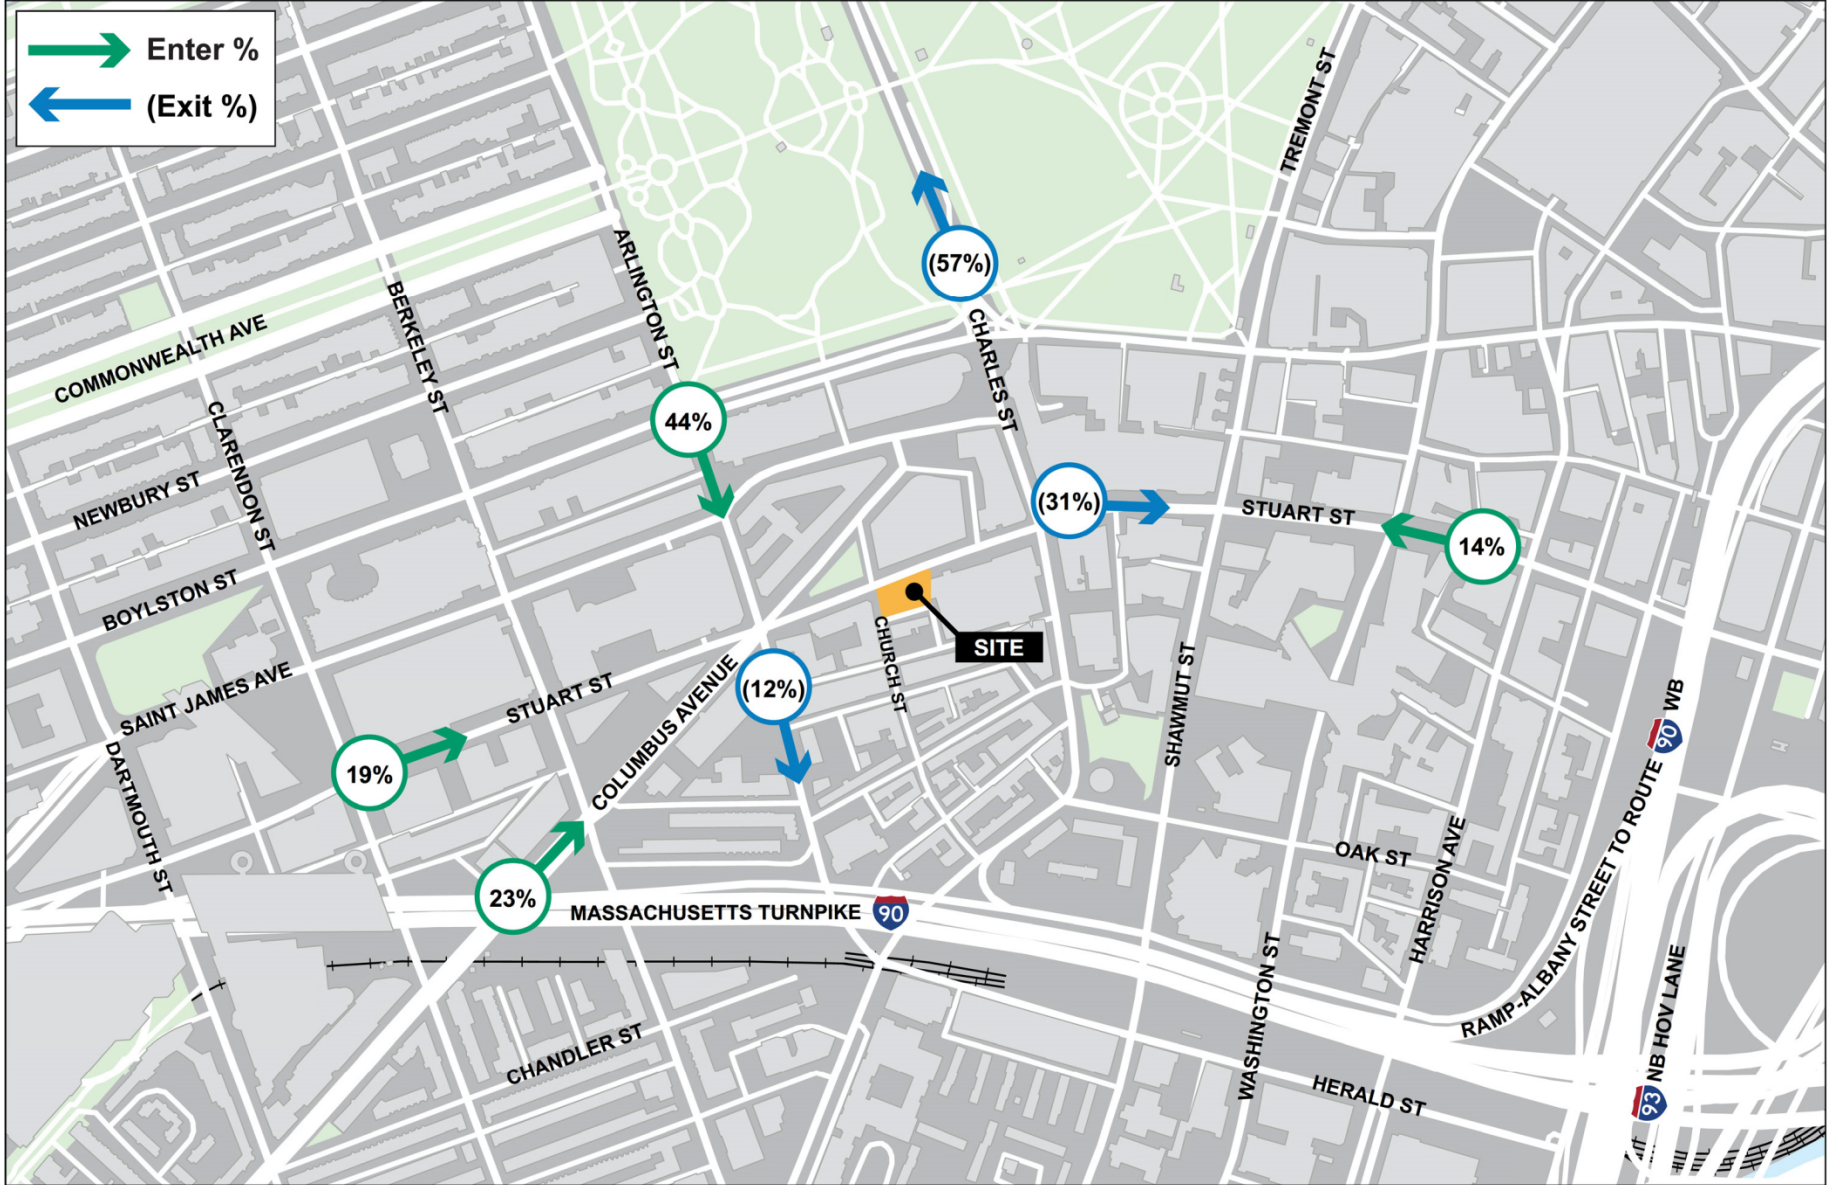 Enter %
(Exit %)
TREMONT ST
ARLINGTON ST
(57%)
BERKELEY ST
COMMONWEALTH AVE
CHARLES ST
CLARENDON ST
44%
NEWBURY ST
(31%)
STUART ST
14%
BOYLSTON ST
SITE
CHURCH ST
SAINT JAMES AVE
STUART ST
COLUMBUS AVENUE
(12%)
SHAWMUT ST
RAMP-ALBANY STREET TO ROUTE 90 WB
19%
DARTMOUTH ST
OAK ST
HARRISON AVE
23%
MASSACHUSETTS TURNPIKE 90
WASHINGTON ST
93 NB HOV LANE
CHANDLER ST
HERALD ST